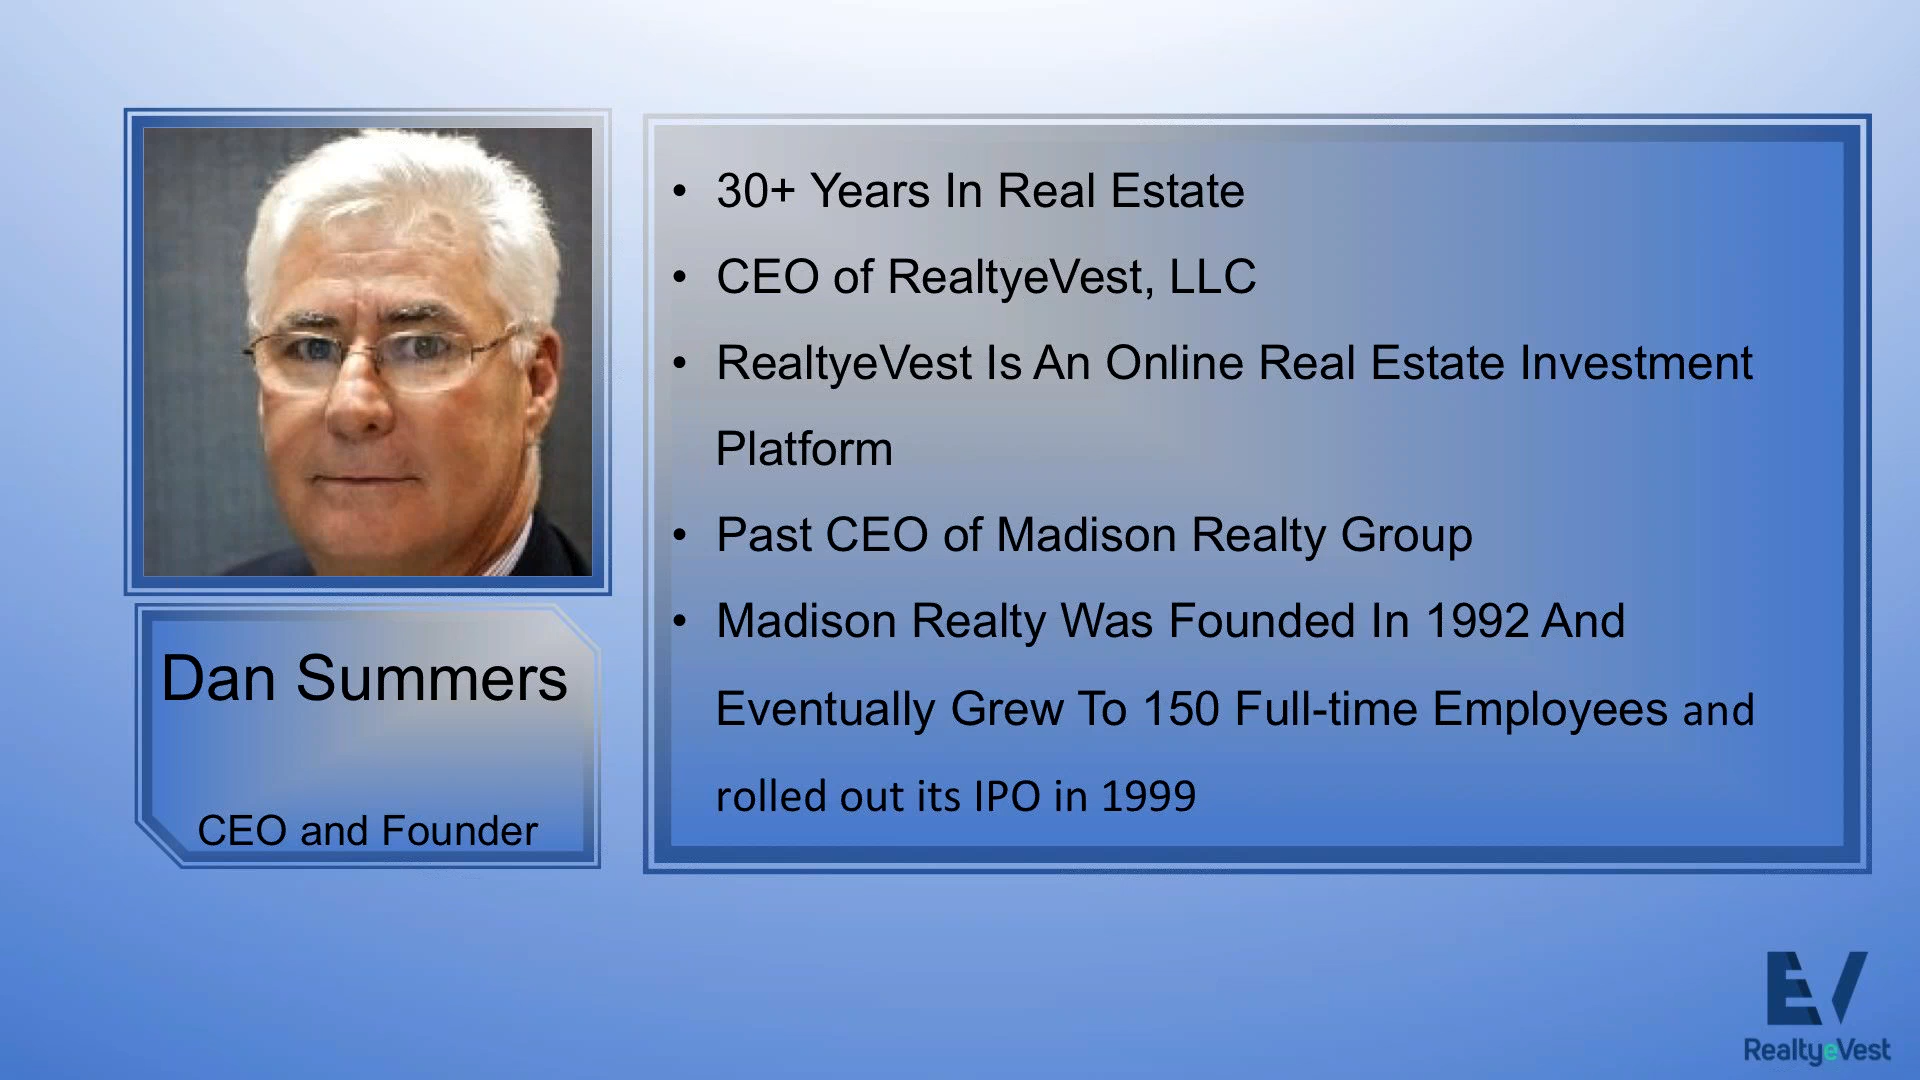 Dan Summers
CEO and Founder
• 30+ Years In Real Estate
• CEO of RealtyeVest, LLC
• RealtyeVest Is An Online Real Estate Investment
Platform
• Past CEO of Madison Realty Group
• Madison Realty Was Founded In 1992 And
Eventually Grew To 150 Full-time Employees and
rolled out its IPO in 1999
EV
RealtyeVest